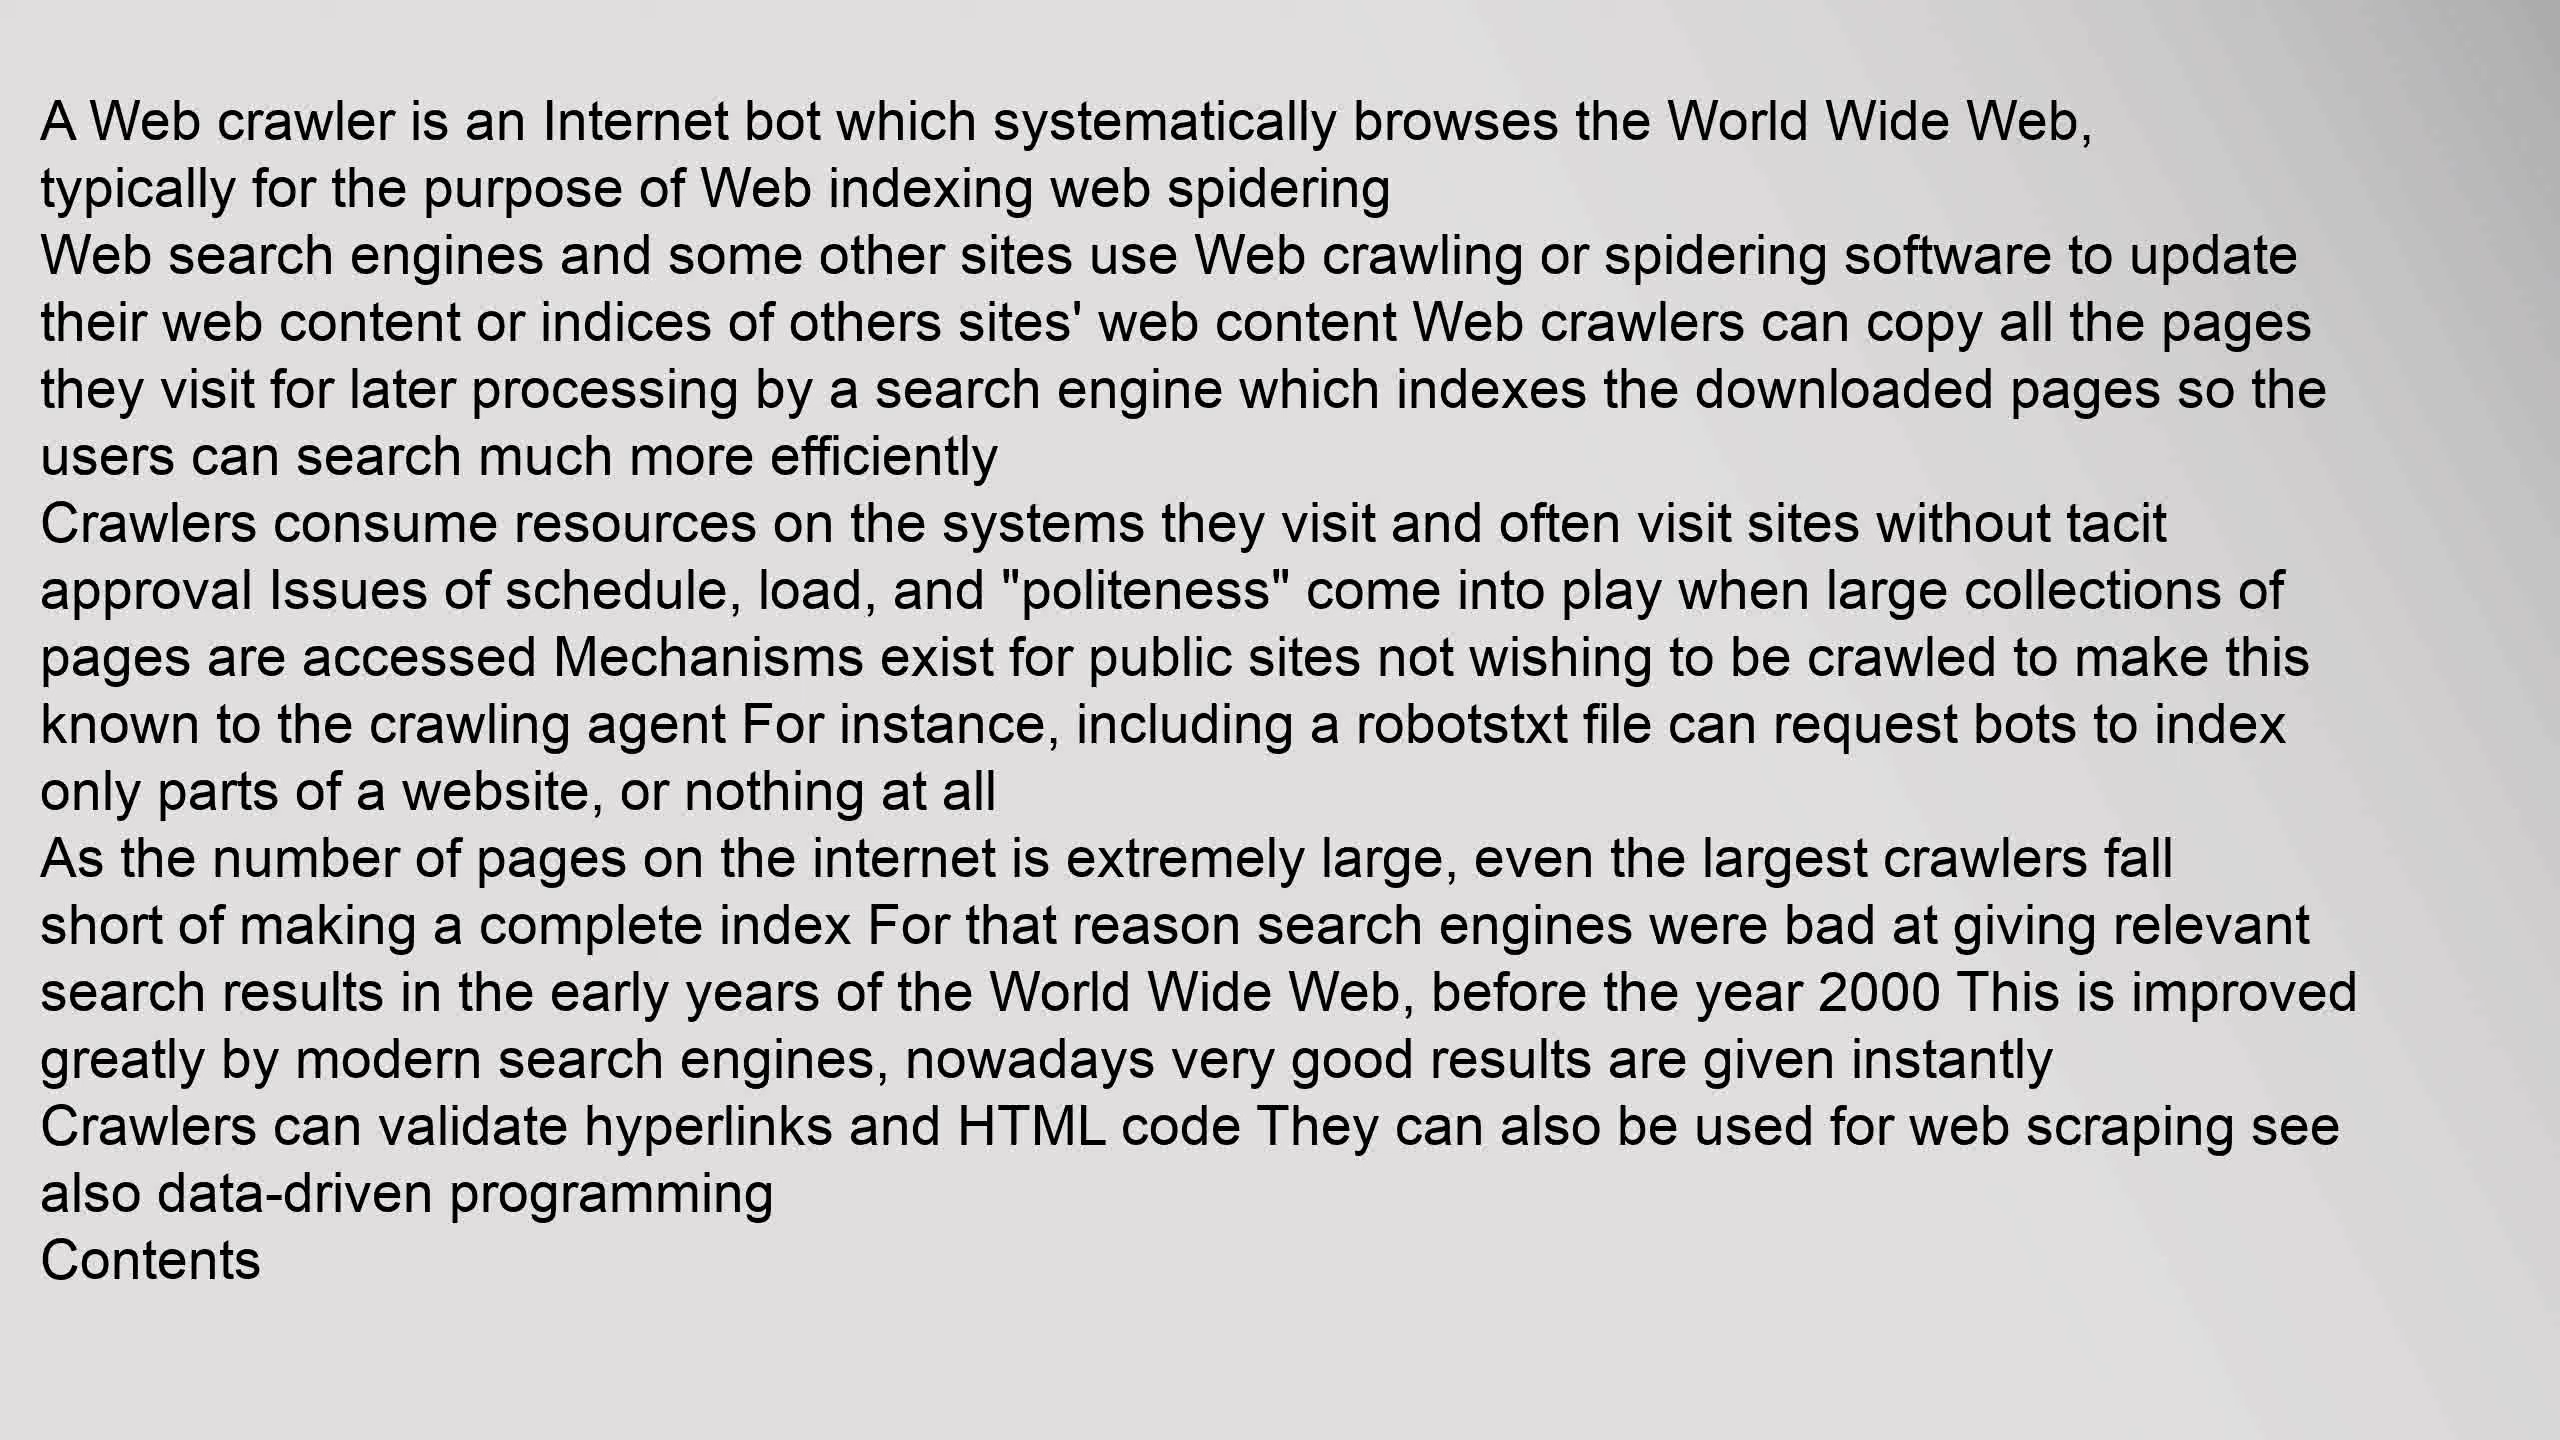 A Web crawler is an Internet bot which systematically browses the World Wide Web,
typically for the purpose of Web indexing web spidering
Web search engines and some other sites use Web crawling or spidering software to update
their web content or indices of others sites' web content Web crawlers can copy all the pages
they visit for later processing by a search engine which indexes the downloaded pages so the
users can search much more efficiently
Crawlers consume resources on the systems they visit and often visit sites without tacit
approval Issues of schedule, load, and "politeness" come into play when large collections of
pages are accessed Mechanisms exist for public sites not wishing to be crawled to make this
known to the crawling agent For instance, including a robotstxt file can request bots to index
only parts of a website, or nothing at all
As the number of pages on the internet is extremely large, even the largest crawlers fall
short of making a complete index For that reason search engines were bad at giving relevant
search results in the early years of the World Wide Web, before the year 2000 This is improved
greatly by modern search engines, nowadays very good results are given instantly
Crawlers can validate hyperlinks and HTML code They can also be used for web scraping see
also data-driven programming
Contents